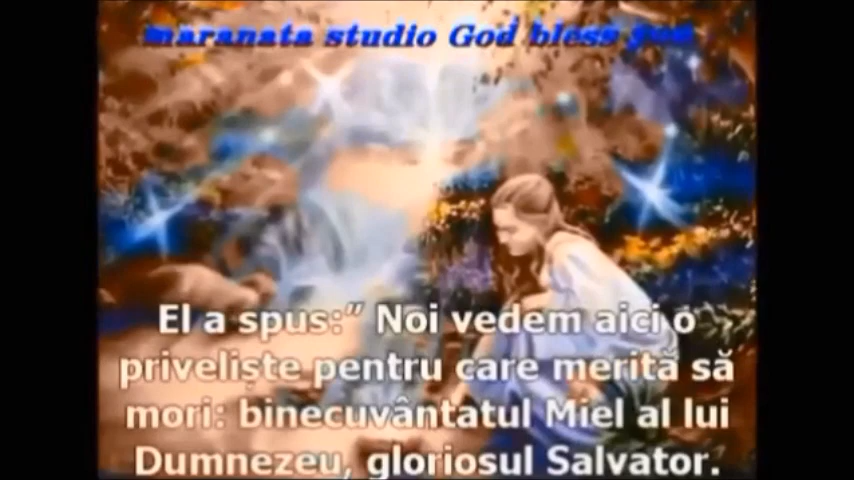 maranata studio God bless you
El a spus:” Noi vedem aici o
priveliște pentru care merită să
mori: binecuvântatul Miel al lui
Dumnezeu, gloriosul Salvator.